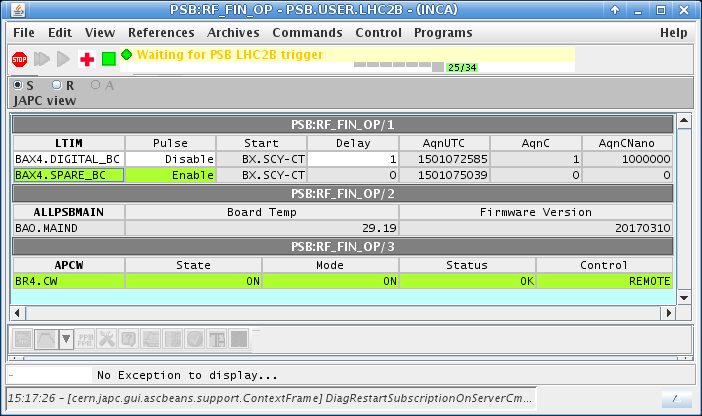 PSB:RF_FIN_OP - PSB.USER.LHC2B - (INCA)
File Edit View References Archives Commands Control Programs Help
STOP Waiting for PSB LHC2B trigger
25/34
S R A
JAPC view
PSB:RF_FIN_OP/1
LTIM Pulse Start Delay AqnUTC AqnC AqnCNano
BAX4.DIGITAL_BC Disable BX.SCY-CT 1 1501072585 1 1000000
BAX4.SPARE_BC Enable BX.SCY-CT 0 1501075039 0 0
PSB:RF_FIN_OP/2
ALLPSBMAIN Board Temp Firmware Version
BA0.MAIND 29.19 20170310
PSB:RF_FIN_OP/3
APCW State Mode Status Control
BR4.CW ON ON OK REMOTE
- No Exception to display...
15:17:26 - [cern.japc.gui.ascbeans.support.ContextFrame] DiagRestartSubscriptionOnServerCm...